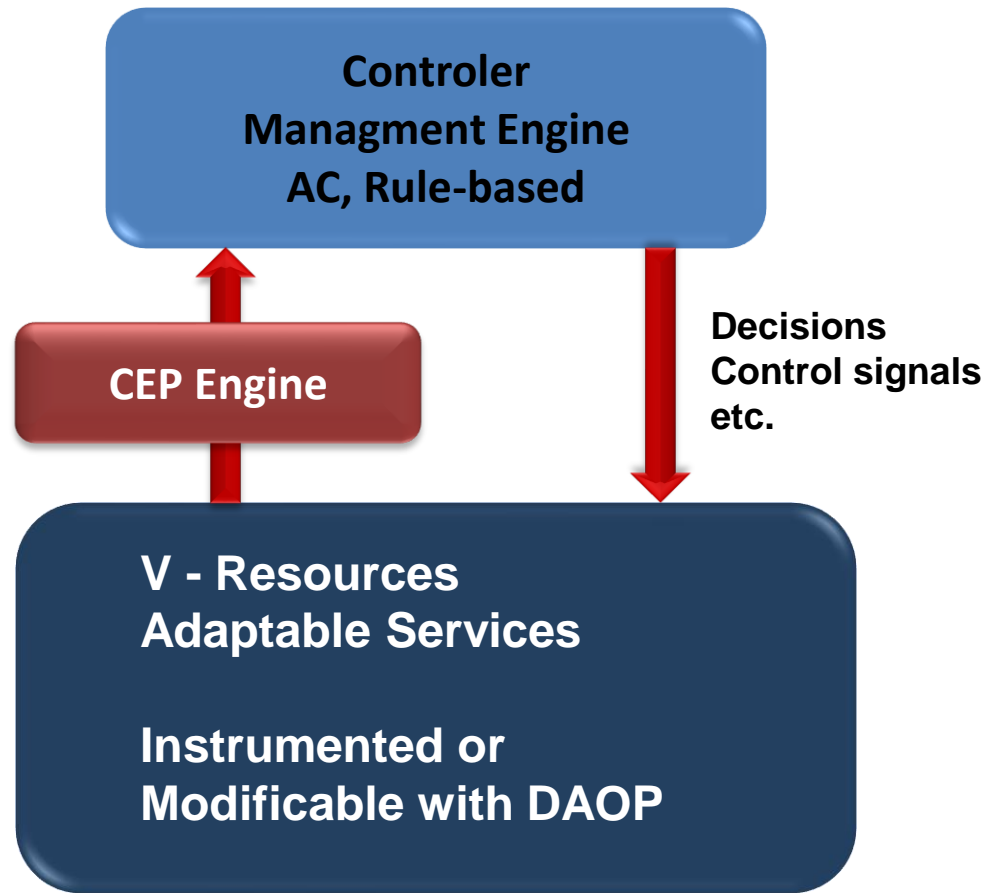 Controler
Managment Engine
AC, Rule-based
CEP Engine
Decisions
Control signals
etc.
V - Resources
Adaptable Services
Instrumented or
Modificable with DAOP